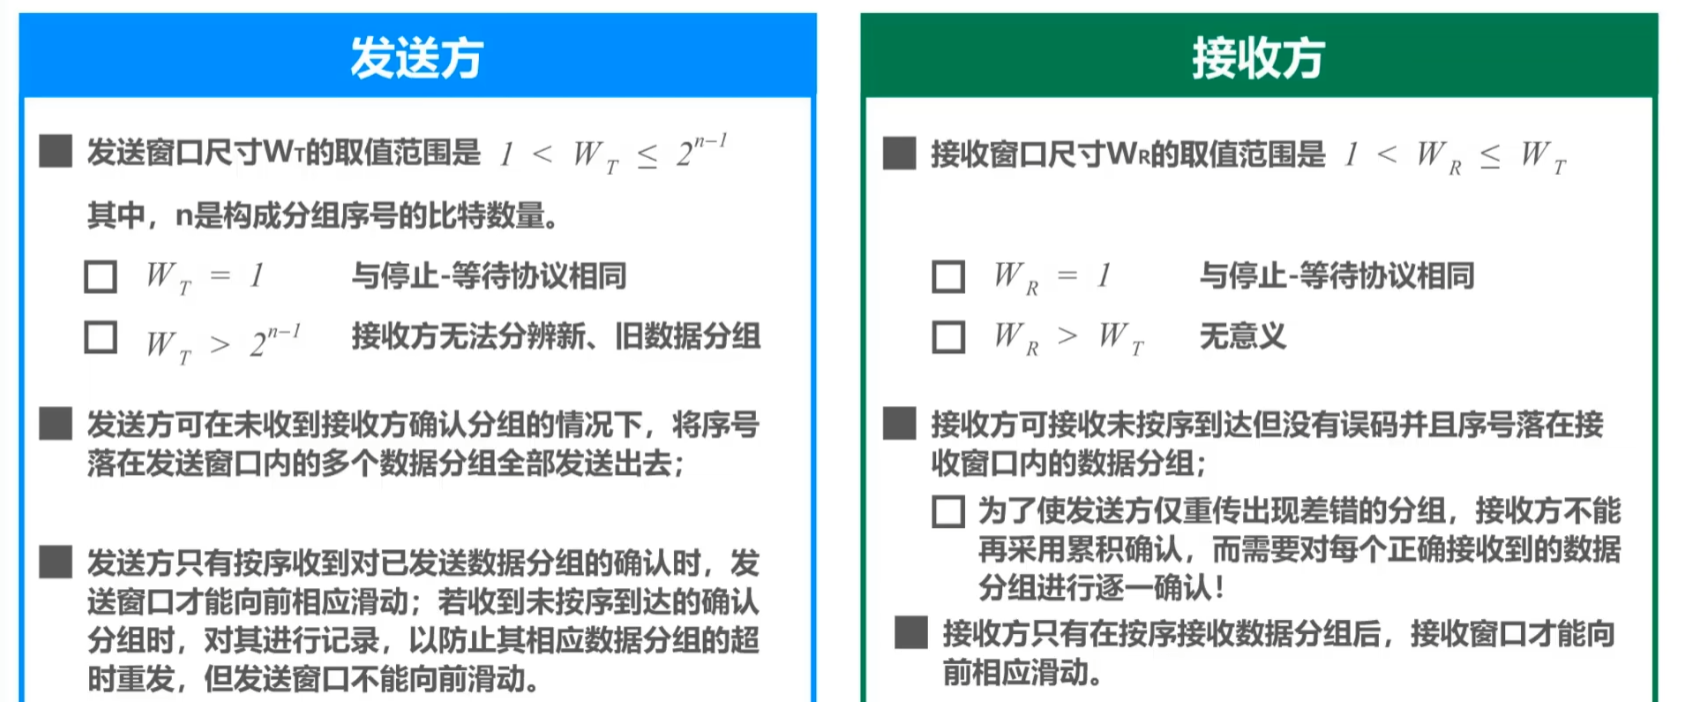 发送方
发送窗口尺寸WT的取值范围是 1 < W_T ≤ 2^{n-1}
其中，n是构成分组序号的比特数量。
W_T = 1 与停止-等待协议相同
W_T > 2^{n-1} 接收方无法分辨新、旧数据分组
发送方可在未收到接收方确认分组的情况下，将序号
落在发送窗口内的多个数据分组全部发送出去；
发送方只有按序收到对已发送数据分组的确认时，发
送窗口才能向前相应滑动；若收到未按序到达的确认
分组时，对其进行记录，以防止其相应数据分组的超
时重发，但发送窗口不能向前滑动。
接收方
接收窗口尺寸WR的取值范围是 1 < W_R ≤ W_T
W_R = 1 与停止-等待协议相同
W_R > W_T 无意义
接收方可接收未按序到达但没有误码并且序号落在接
收窗口内的数据分组；
为了使发送方仅重传出现差错的分组，接收方不能
再采用累积确认，而需要对每个正确接收到的数据
分组进行逐一确认！
接收方只有在按序接收数据分组后，接收窗口才能向
前相应滑动。